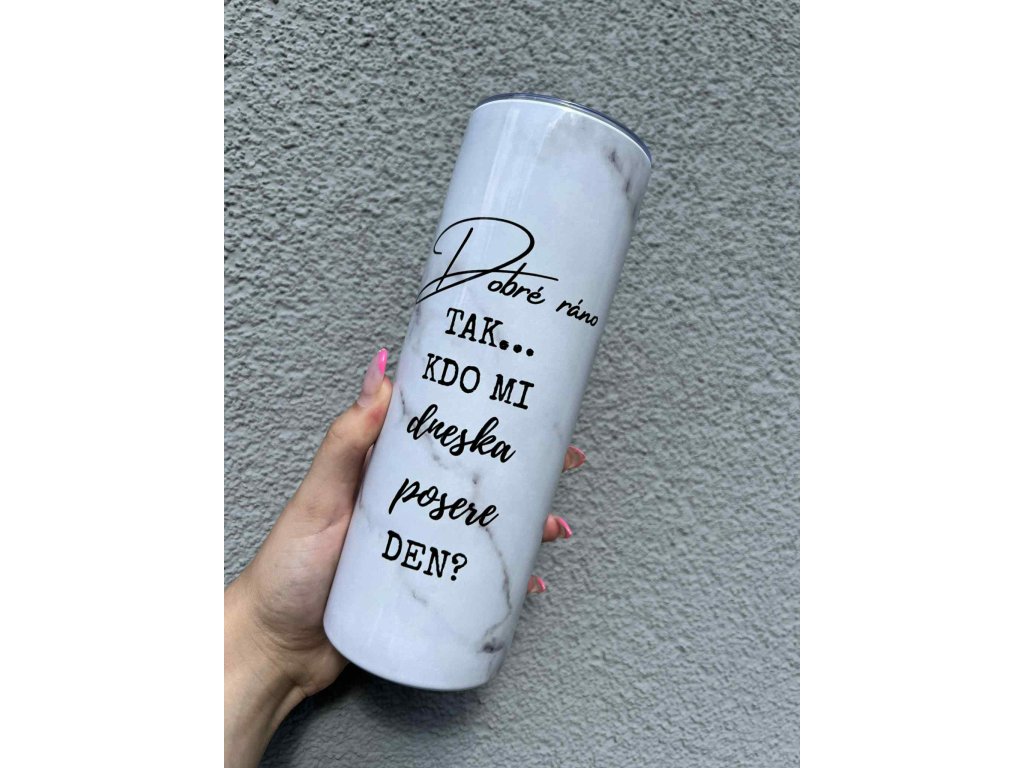 Dobré ráno
TAK...
KDO MI
dneska
posere
DEN?